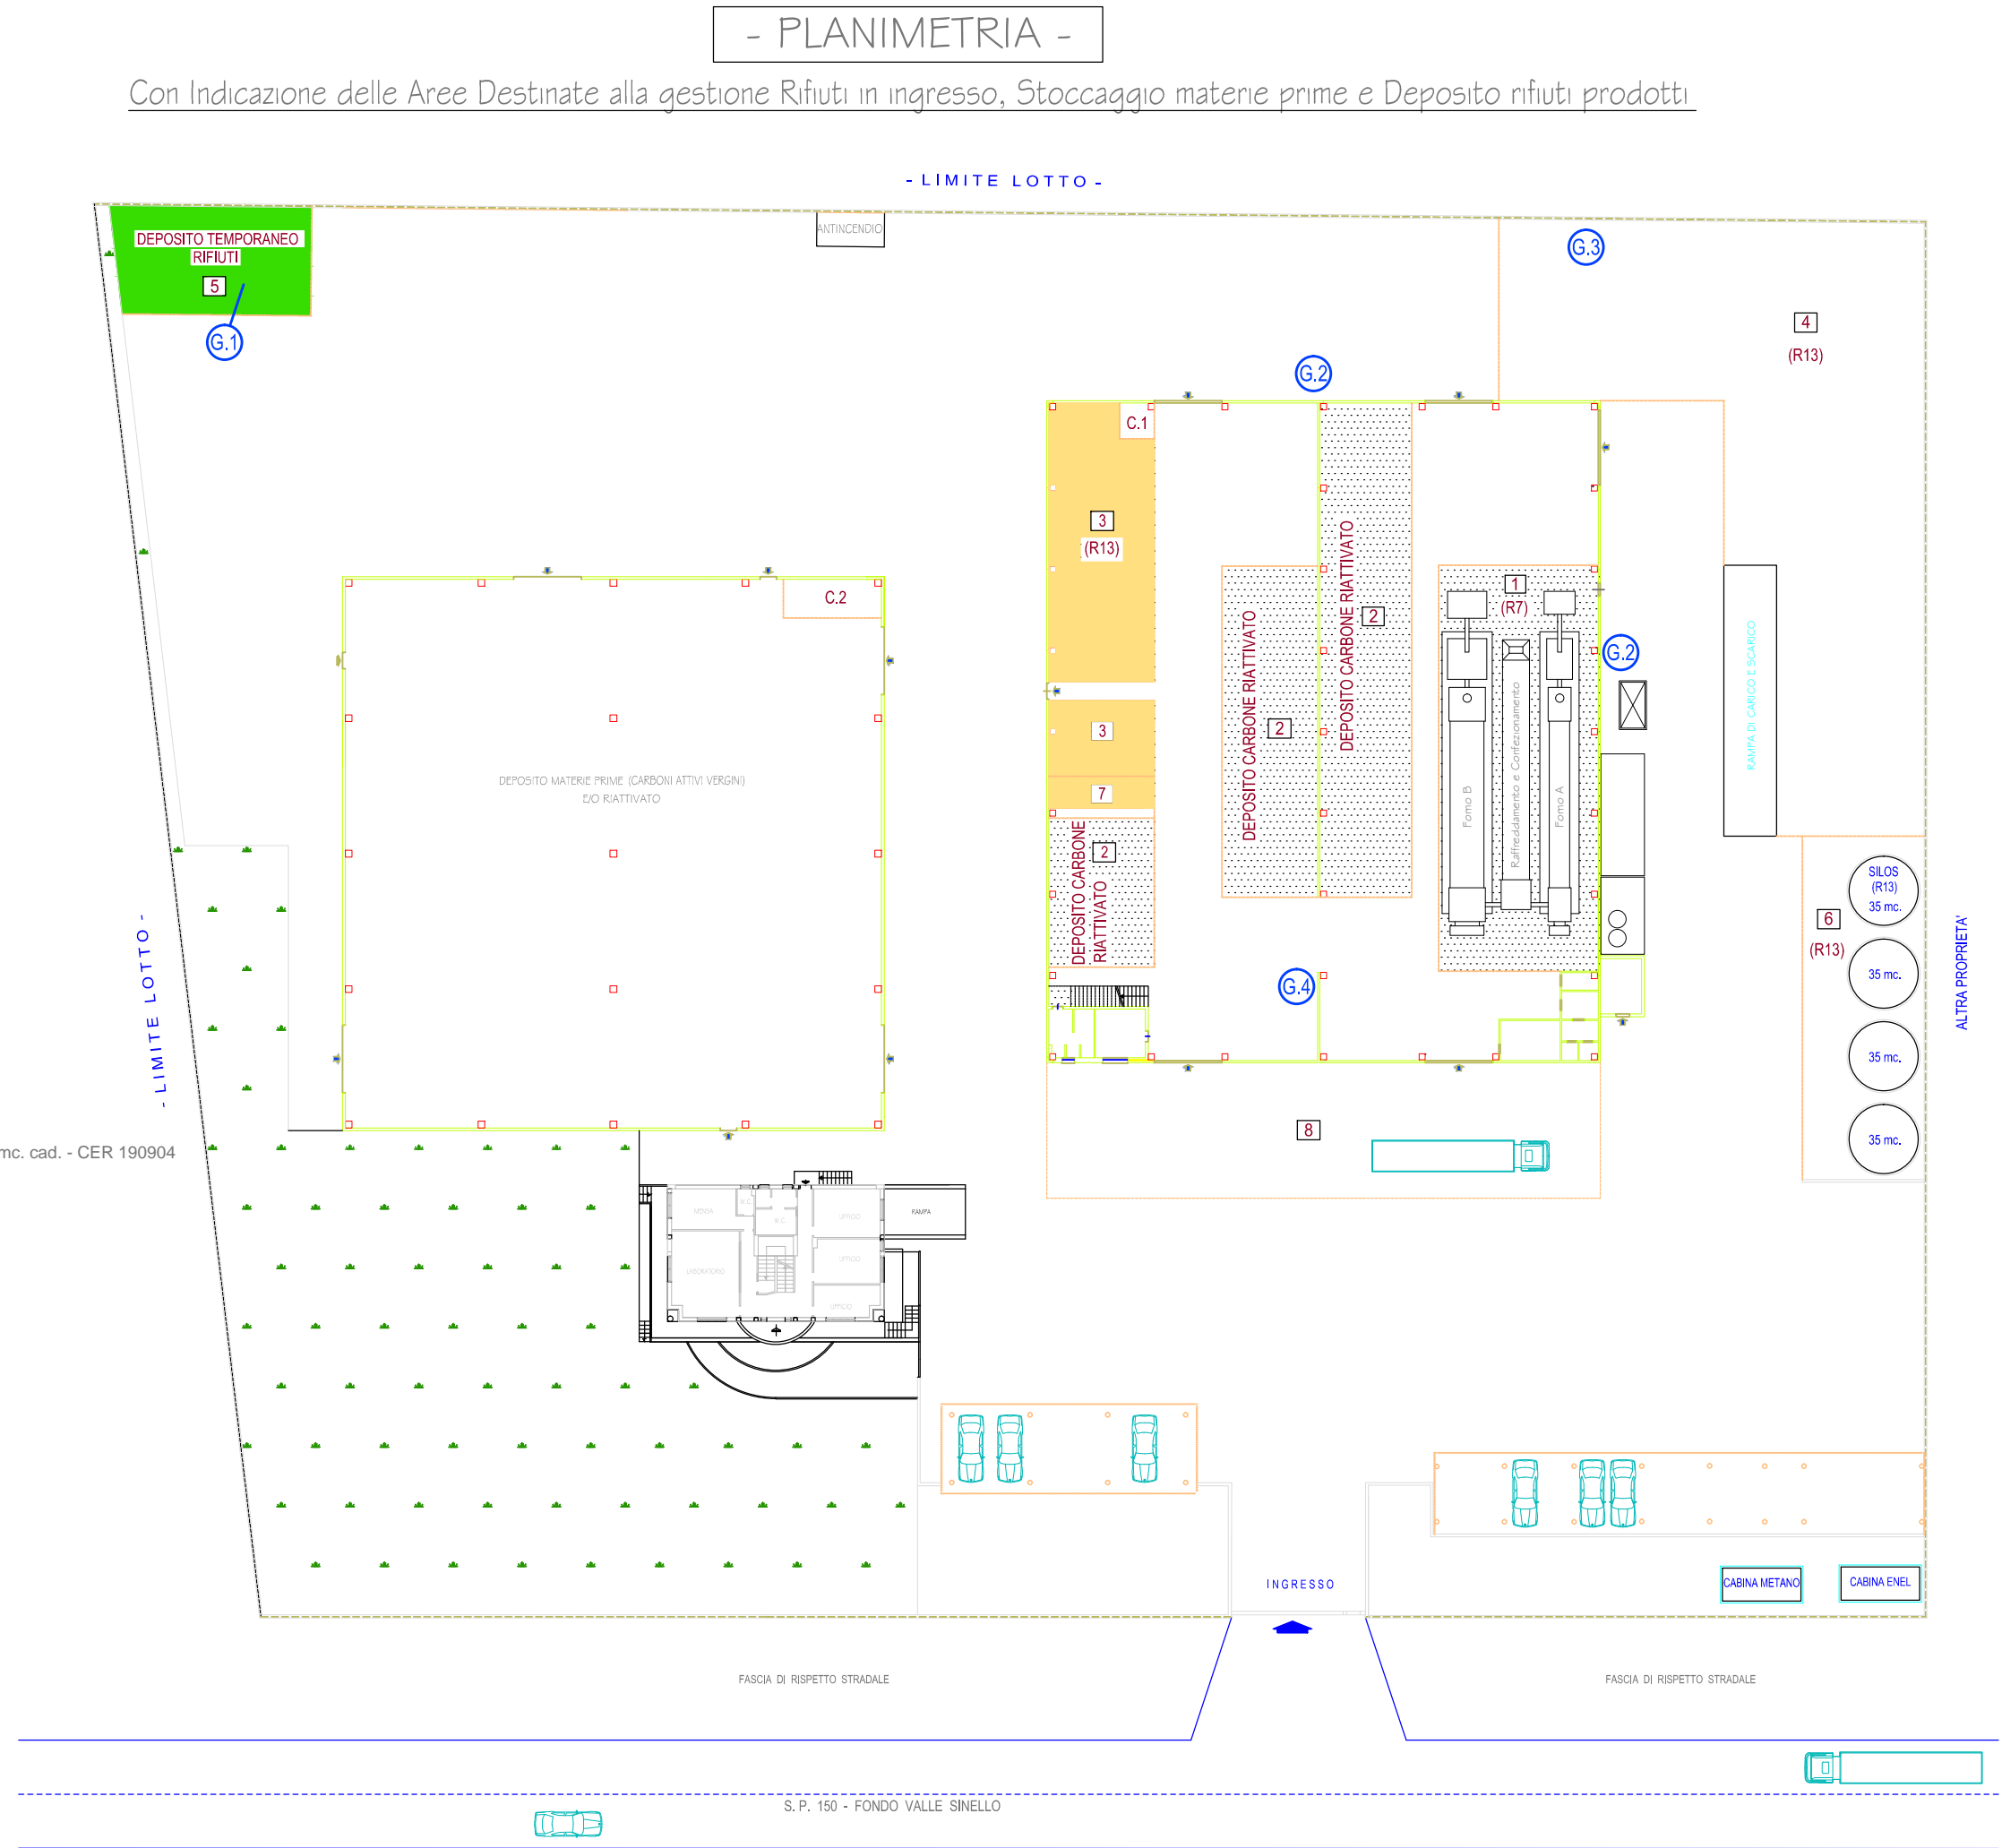 - PLANIMETRIA -
Con Indicazione delle Aree Destinate alla gestione Rifiuti in ingresso, Stoccaggio materie prime e Deposito rifiuti prodotti
- LIMITE LOTTO -
DEPOSITO TEMPORANEO
RIFIUTI
5
G.1
ANTINCENDIO
G.3
4
(R13)
G.2
C.1
3
(R13)
DEPOSITO CARBONE RIATTIVATO
2
DEPOSITO CARBONE RIATTIVATO
2
1
(R7)
Forno B
Raffreddamento e Confezionamento
Forno A
G.2
RAMPA DI CARICO E SCARICO
C.2
DEPOSITO MATERIE PRIME (CARBONI ATTIVI VERGINI)
E/O RIATTIVATO
3
7
DEPOSITO CARBONE
RIATTIVATO
2
G.4
SILOS
(R13)
35 mc.
6
(R13)
35 mc.
35 mc.
35 mc.
ALTRA PROPRIETA'
- LIMITE LOTTO -
8
mc. cad. - CER 190904
MENSA
W.C.
W.C.
UFFICIO
RAMPA
LABORATORIO
UFFICIO
UFFICIO
INGRESSO
CABINA METANO
CABINA ENEL
FASCIA DI RISPETTO STRADALE
FASCIA DI RISPETTO STRADALE
S.P. 150 - FONDO VALLE SINELLO